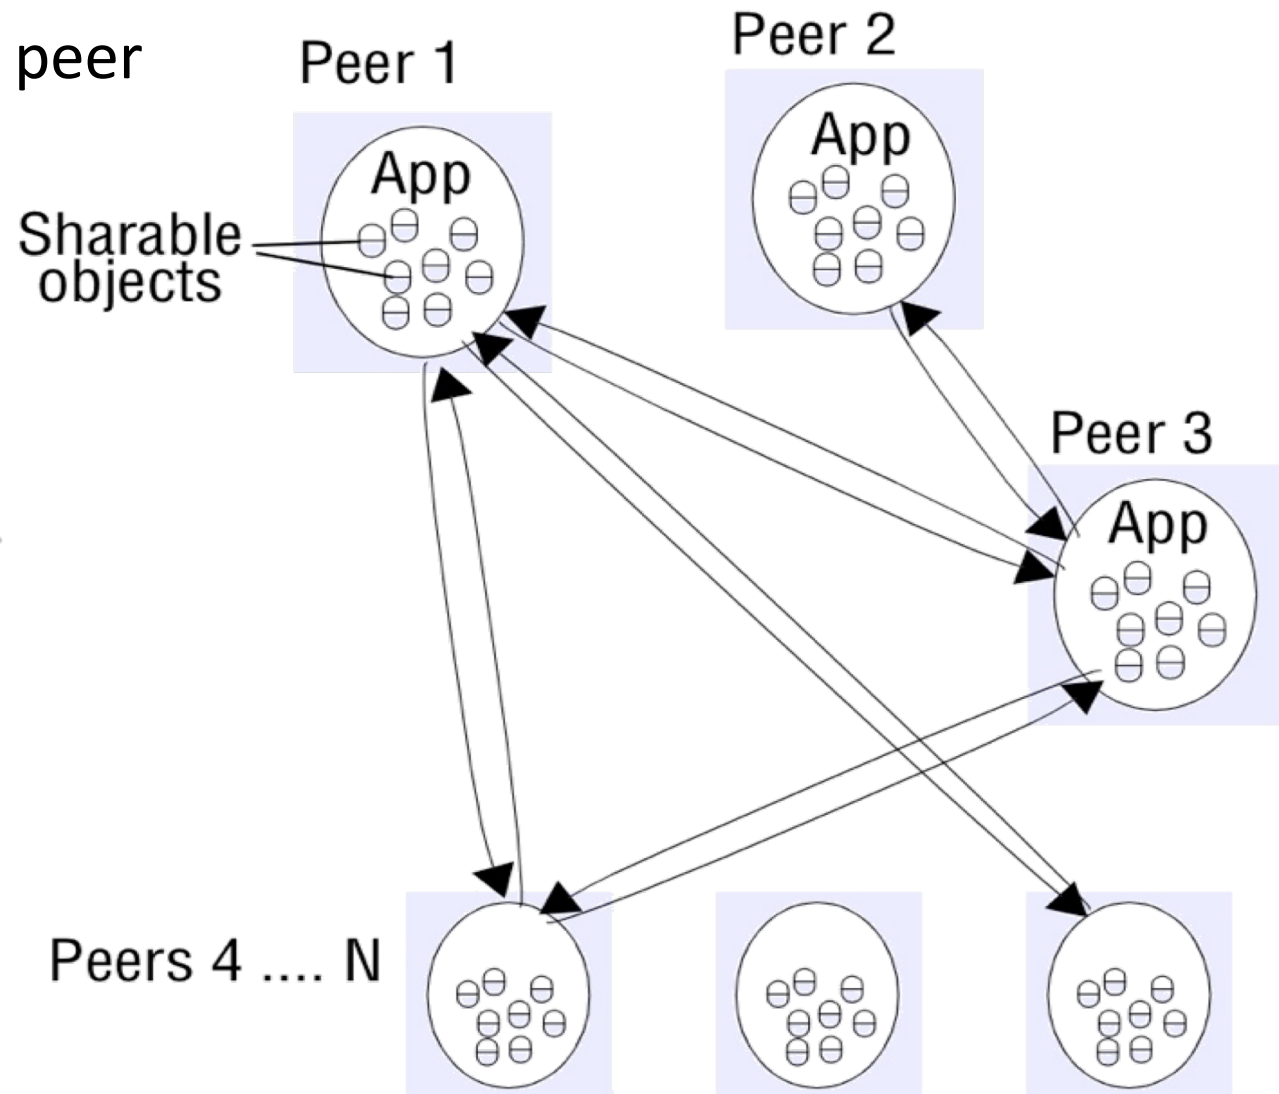 peer
Peer 1
Peer 2
App
App
Sharable
objects
Peer 3
App
Peers 4 .... N